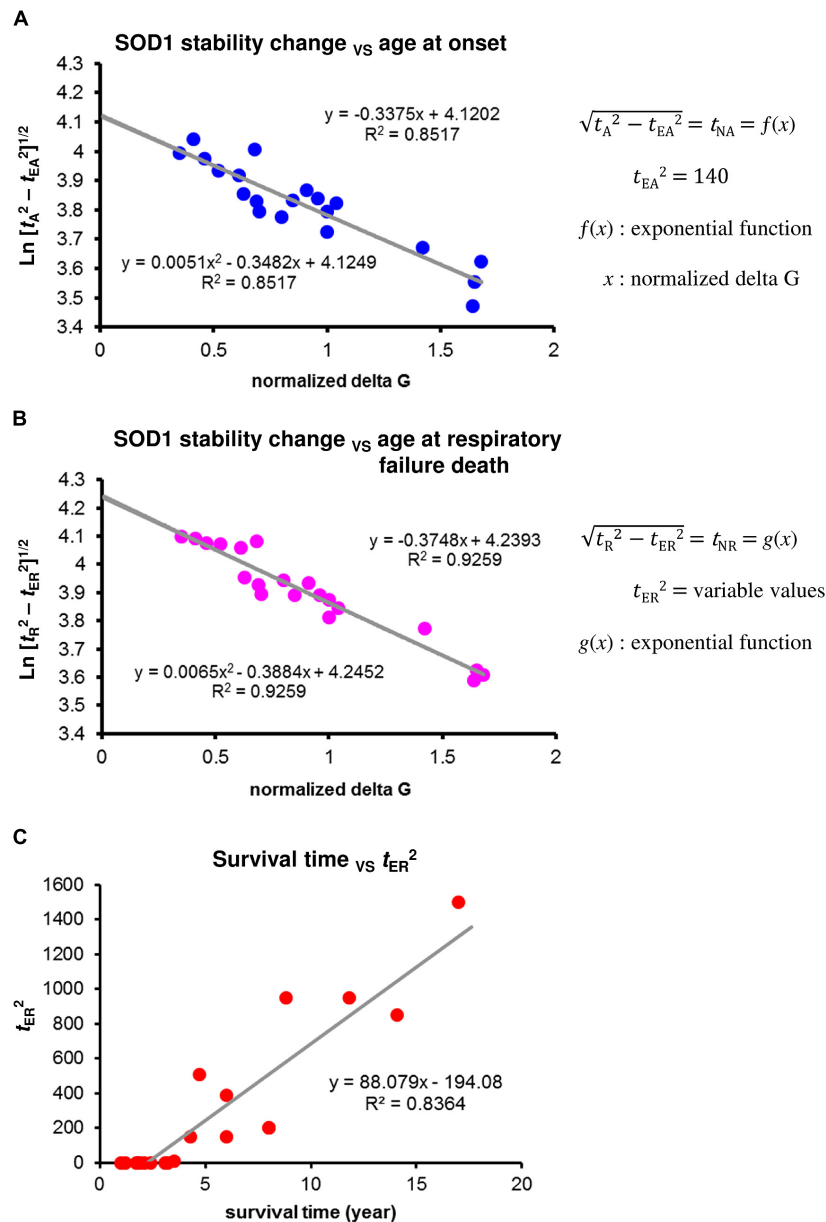 A
SOD1 stability change VS age at onset
4.3
4.2
4.1
4
3.9
3.8
3.7
3.6
3.5
3.4
Ln [tA² – tEA²]1/2
y = -0.3375x + 4.1202
R² = 0.8517
y = 0.0051x² - 0.3482x + 4.1249
R² = 0.8517
0 0.5 1 1.5 2
normalized delta G
√(tA² − tEA²) = tNA = f(x)
tEA² = 140
f(x) : exponential function
x : normalized delta G
B
SOD1 stability change VS age at respiratory
failure death
4.3
4.2
4.1
4
3.9
3.8
3.7
3.6
3.5
3.4
Ln [tR² – tER²]1/2
y = -0.3748x + 4.2393
R² = 0.9259
y = 0.0065x² - 0.3884x + 4.2452
R² = 0.9259
0 0.5 1 1.5 2
normalized delta G
√(tR² − tER²) = tNR = g(x)
tER² = variable values
g(x) : exponential function
C
Survival time VS tER²
1600
1400
1200
1000
800
600
400
200
0
tER²
y = 88.079x - 194.08
R² = 0.8364
0 5 10 15 20
survival time (year)